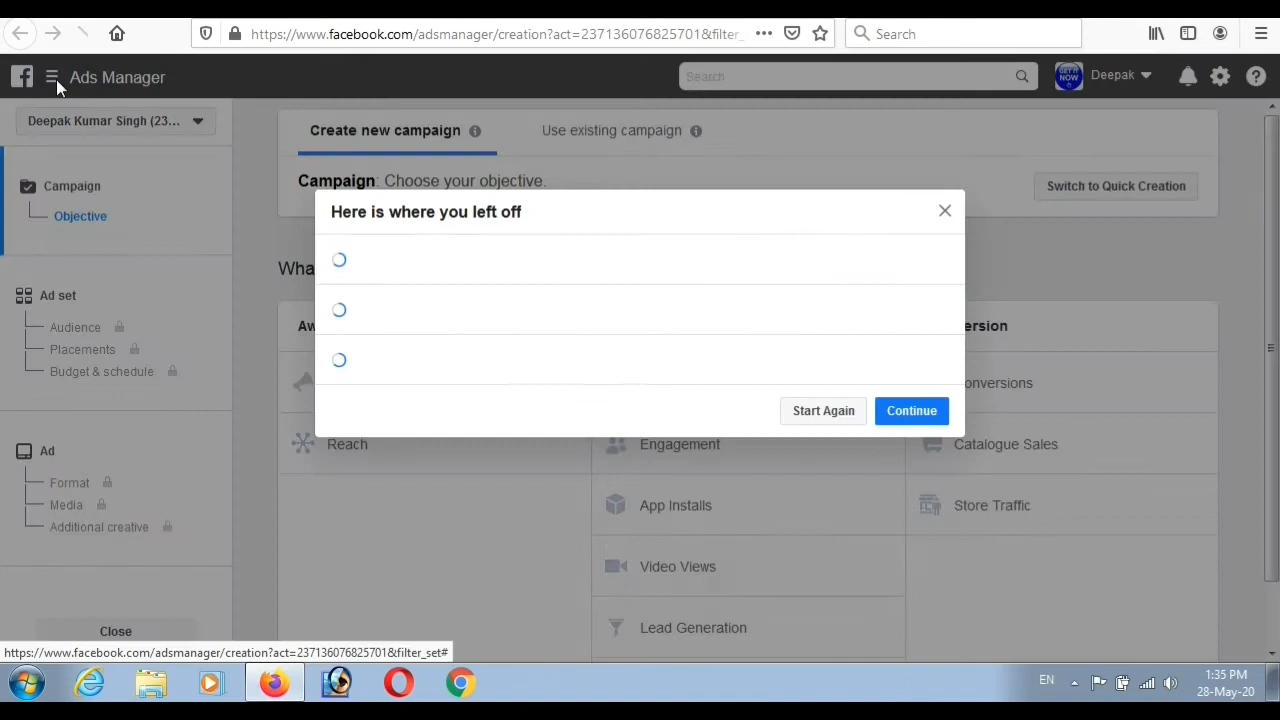 https://www.facebook.com/adsmanager/creation?act=237136076825701&filter_
Search
Ads Manager
Search
GET IT NOW
Deepak
Deepak Kumar Singh (23...
Create new campaign
Use existing campaign
Campaign
Campaign: Choose your objective.
Switch to Quick Creation
Objective
Here is where you left off
Wha
Ad set
Aw
ersion
Audience
Placements
Budget & schedule
onversions
Start Again
Continue
Reach
Engagement
Catalogue Sales
Ad
Format
Media
Additional creative
App Installs
Store Traffic
Video Views
Lead Generation
Close
https://www.facebook.com/adsmanager/creation?act=237136076825701&filter_set#
EN
1:35 PM
28-May-20